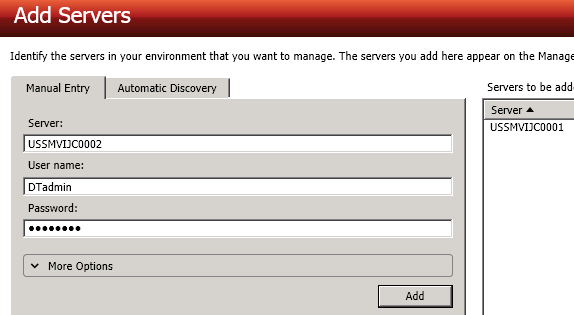 Add Servers
Identify the servers in your environment that you want to manage. The servers you add here appear on the Manage
Manual Entry
Automatic Discovery
Server:
USSMVIJC0002
User name:
DTadmin
Password:
●●●●●●●●
More Options
Add
Servers to be add
Server
USSMVIJC0001